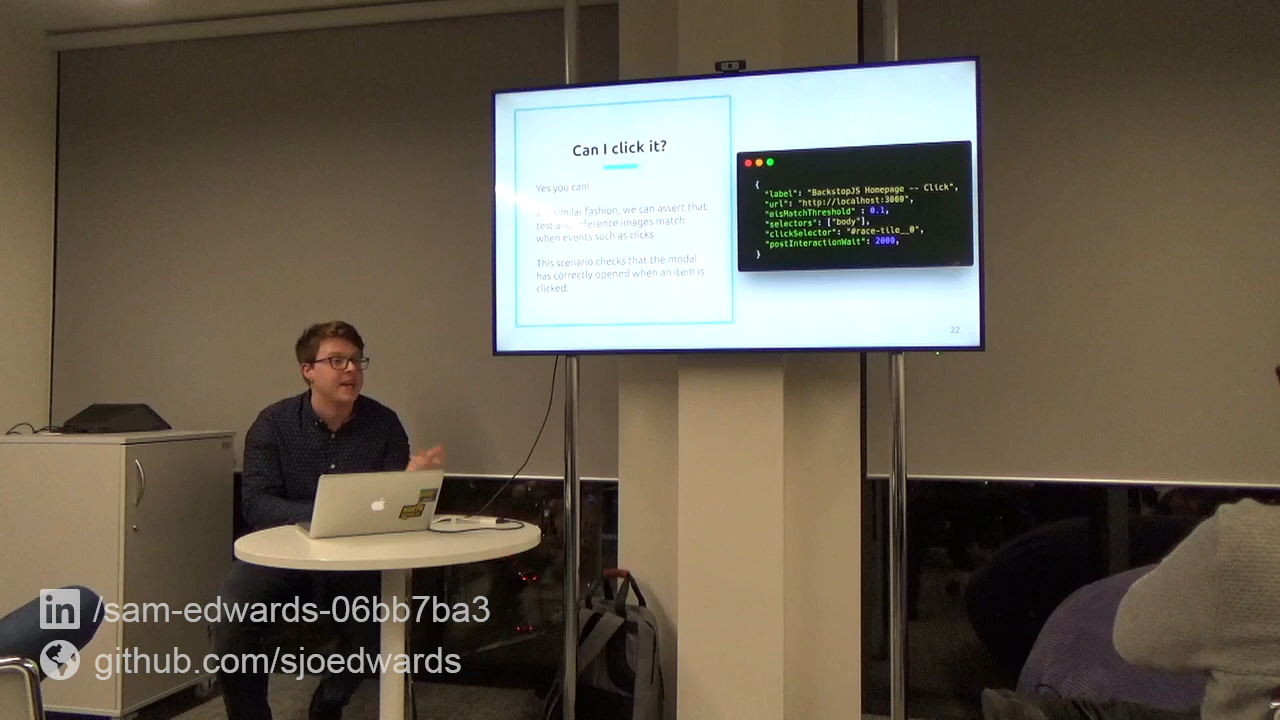 Can I click it?
Yes you can!
similar fashion, we can assert that
test and reference images match
when events such as clicks
This scenario checks that the modal
has correctly opened when an item is
clicked.
{
"label": "BackstopJS Homepage -- Click",
"url": "http://localhost:3000",
"misMatchThreshold" : 0.1,
"selectors": ["body"],
"clickSelector": "#race-tile__0",
"postInteractionWait": 2000,
}
22
NORTH
in /sam-edwards-06bb7ba3
github.com/sjoedwards